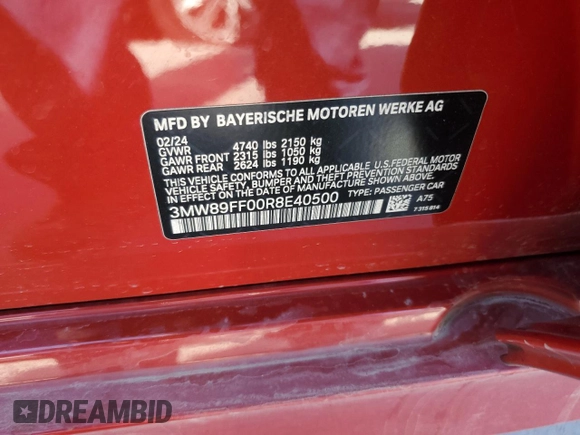 MFD BY BAYERISCHE MOTOREN WERKE AG
02/24
GVWR 4740 lbs 2150 kg
GAWR FRONT 2315 lbs 1050 kg
GAWR REAR 2624 lbs 1190 kg
THIS VEHICLE CONFORMS TO ALL APPLICABLE U.S.FEDERAL MOTOR
VEHICLE SAFETY, BUMPER, AND THEFT PREVENTION STANDARDS
IN EFFECT ON THE DATE OF MANUFACTURE SHOWN ABOVE.
3MW89FF00R8E40500 TYPE: PASSENGER CAR
A75
7315814
DREAMBID